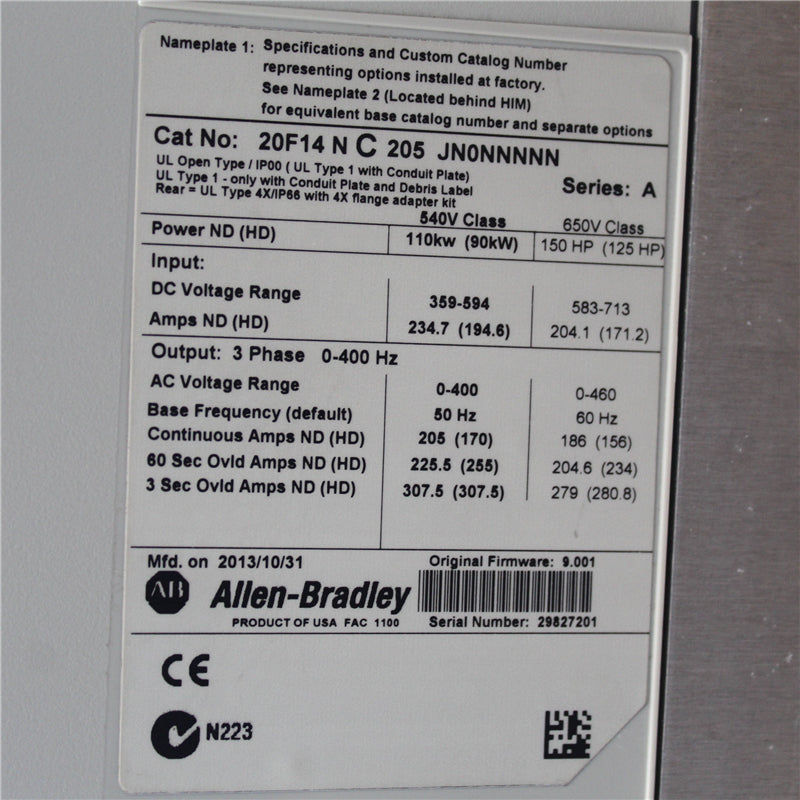 Nameplate 1: Specifications and Custom Catalog Number
representing options installed at factory.
See Nameplate 2 (Located behind HIM)
for equivalent base catalog number and separate options
Cat No: 20F14 N C 205 JN0NNNNN
UL Open Type / IP00 ( UL Type 1 with Conduit Plate)
UL Type 1 - only with Conduit Plate and Debris Label
Rear = UL Type 4X/IP66 with 4X flange adapter kit
Series: A
540V Class 650V Class
Power ND (HD) 110kw (90kW) 150 HP (125 HP)
Input:
DC Voltage Range 359-594 583-713
Amps ND (HD) 234.7 (194.6) 204.1 (171.2)
Output: 3 Phase 0-400 Hz
AC Voltage Range 0-400 0-460
Base Frequency (default) 50 Hz 60 Hz
Continuous Amps ND (HD) 205 (170) 186 (156)
60 Sec Ovld Amps ND (HD) 225.5 (255) 204.6 (234)
3 Sec Ovld Amps ND (HD) 307.5 (307.5) 279 (280.8)
Mfd. on 2013/10/31 Original Firmware: 9.001
AB Allen-Bradley
PRODUCT OF USA FAC 1100 Serial Number: 29827201
CE
N223